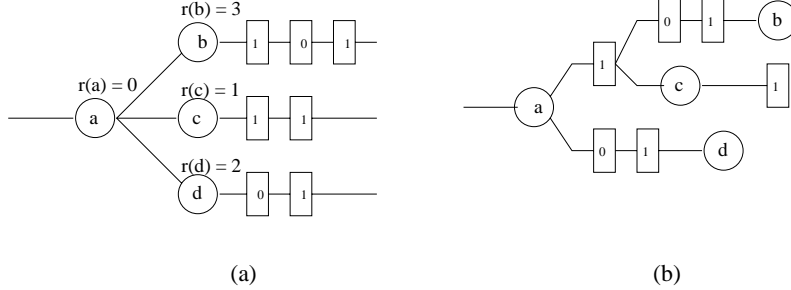 r(b) = 3
b 1 0 1
r(a) = 0
a
r(c) = 1
c 1 1
r(d) = 2
d 0 1
(a)
0 1 b
1
c 1
a
0 1 d
(b)